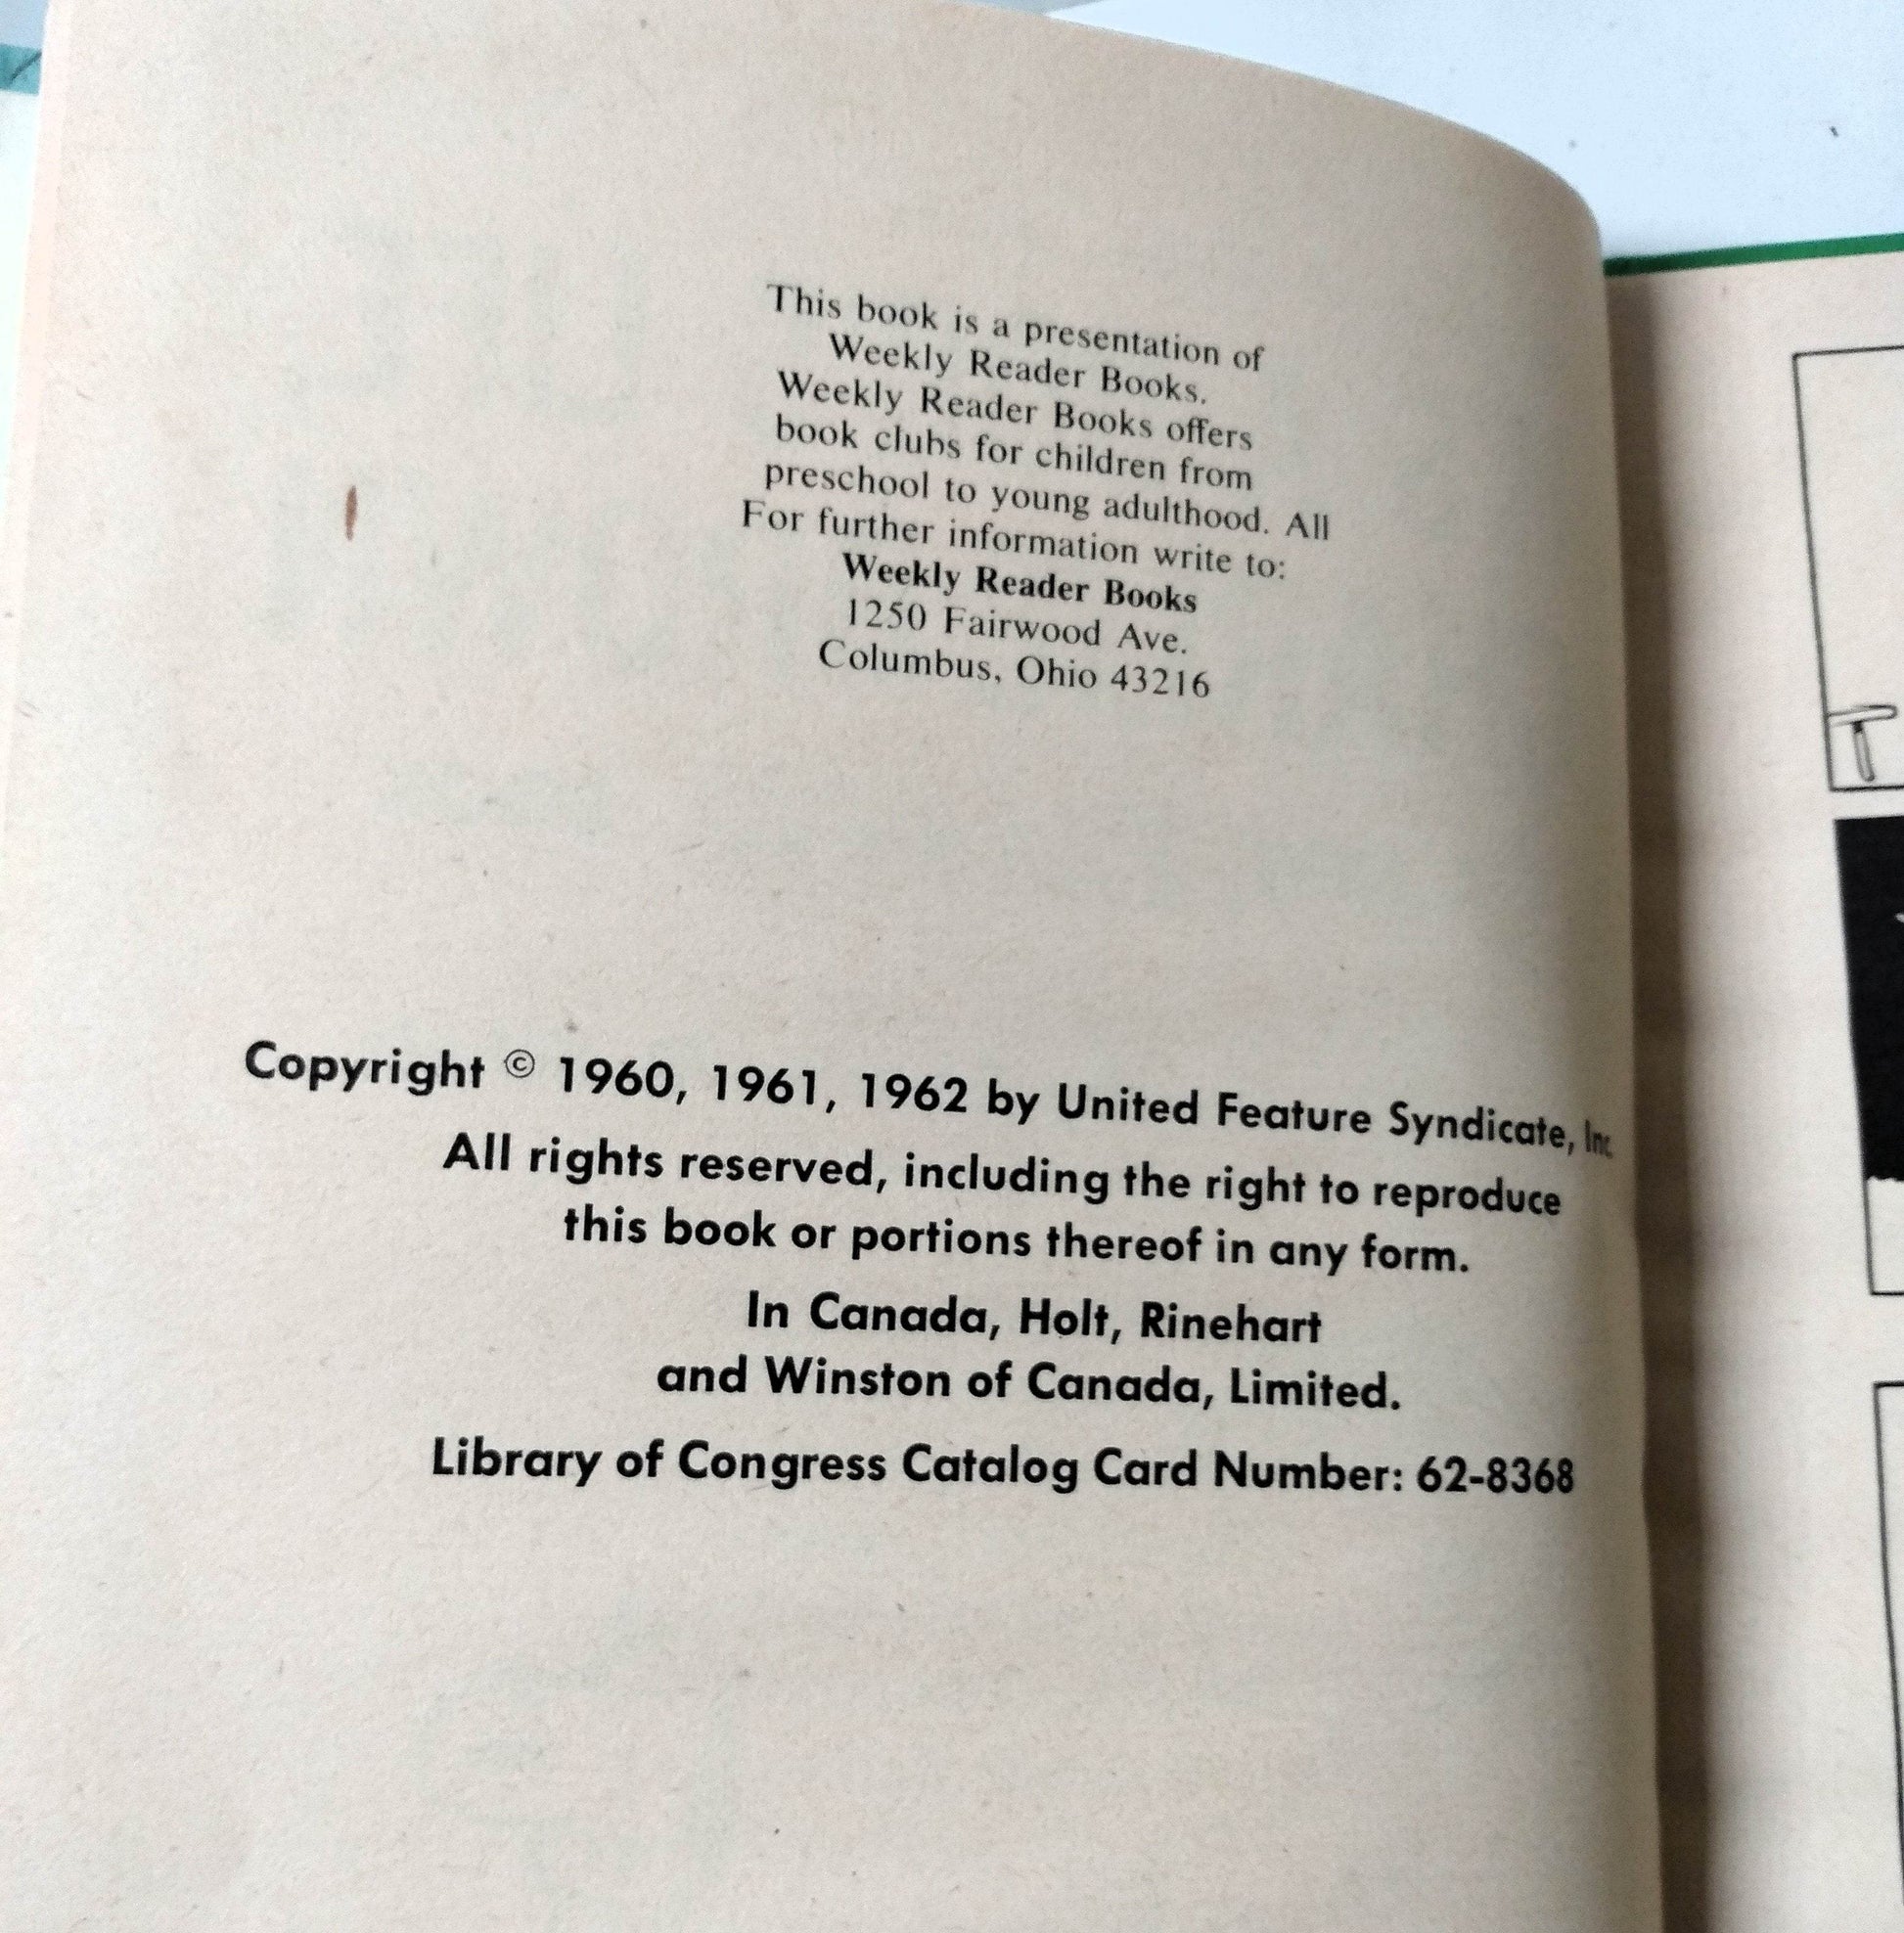 This book is a presentation of
Weekly Reader Books.
Weekly Reader Books offers
book clubs for children from
preschool to young adulthood. All
For further information write to:
Weekly Reader Books
1250 Fairwood Ave.
Columbus, Ohio 43216
Copyright © 1960, 1961, 1962 by United Feature Syndicate, Inc
All rights reserved, including the right to reproduce
this book or portions thereof in any form.
In Canada, Holt, Rinehart
and Winston of Canada, Limited.
Library of Congress Catalog Card Number: 62-8368